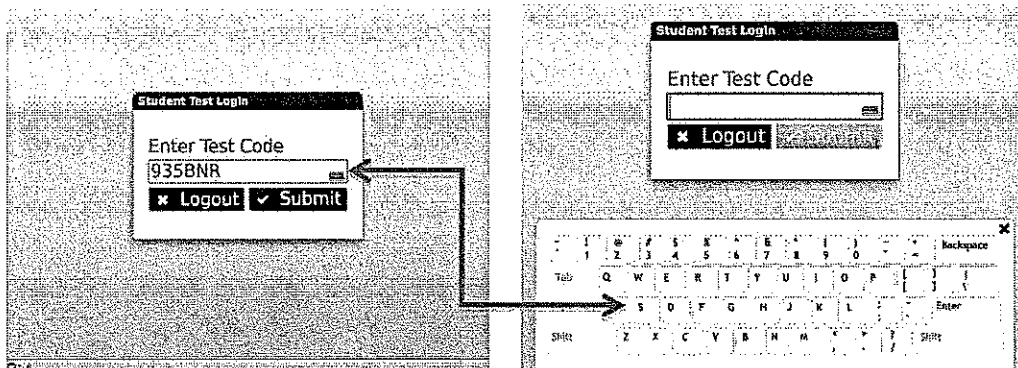 Student Test Login
Enter Test Code
935BNR
✖ Logout ✔ Submit
Student Test Login
Enter Test Code
✖ Logout
✖
! @ # $ % ^ & * ( ) _ +
1 2 3 4 5 6 7 8 9 0 - = Backspace
Tab Q W E R T Y U I O P [ ]
S D F G H J K L Enter
Shift Z X C V B N M Shift